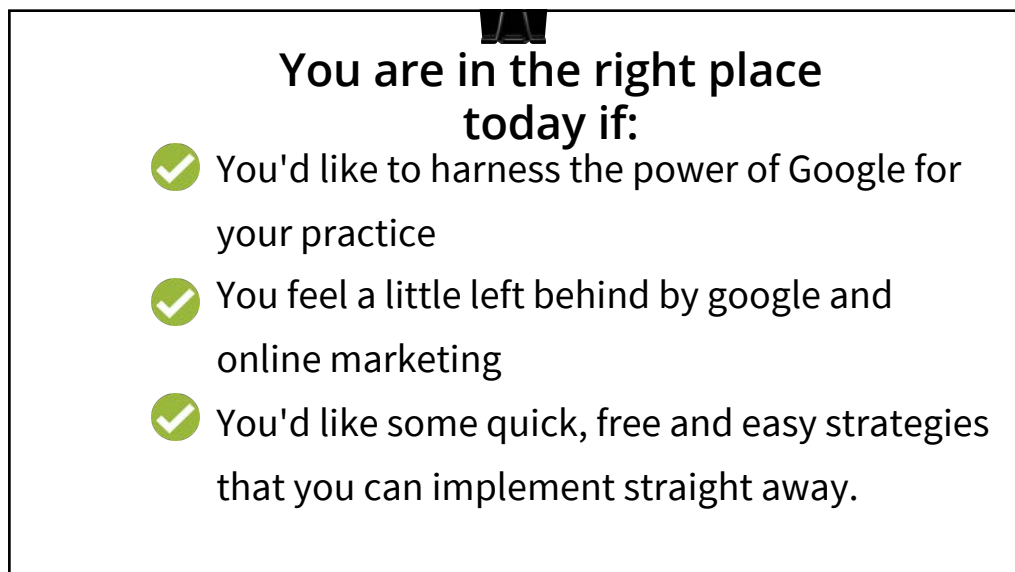 You are in the right place
today if:
You'd like to harness the power of Google for
your practice
You feel a little left behind by google and
online marketing
You'd like some quick, free and easy strategies
that you can implement straight away.